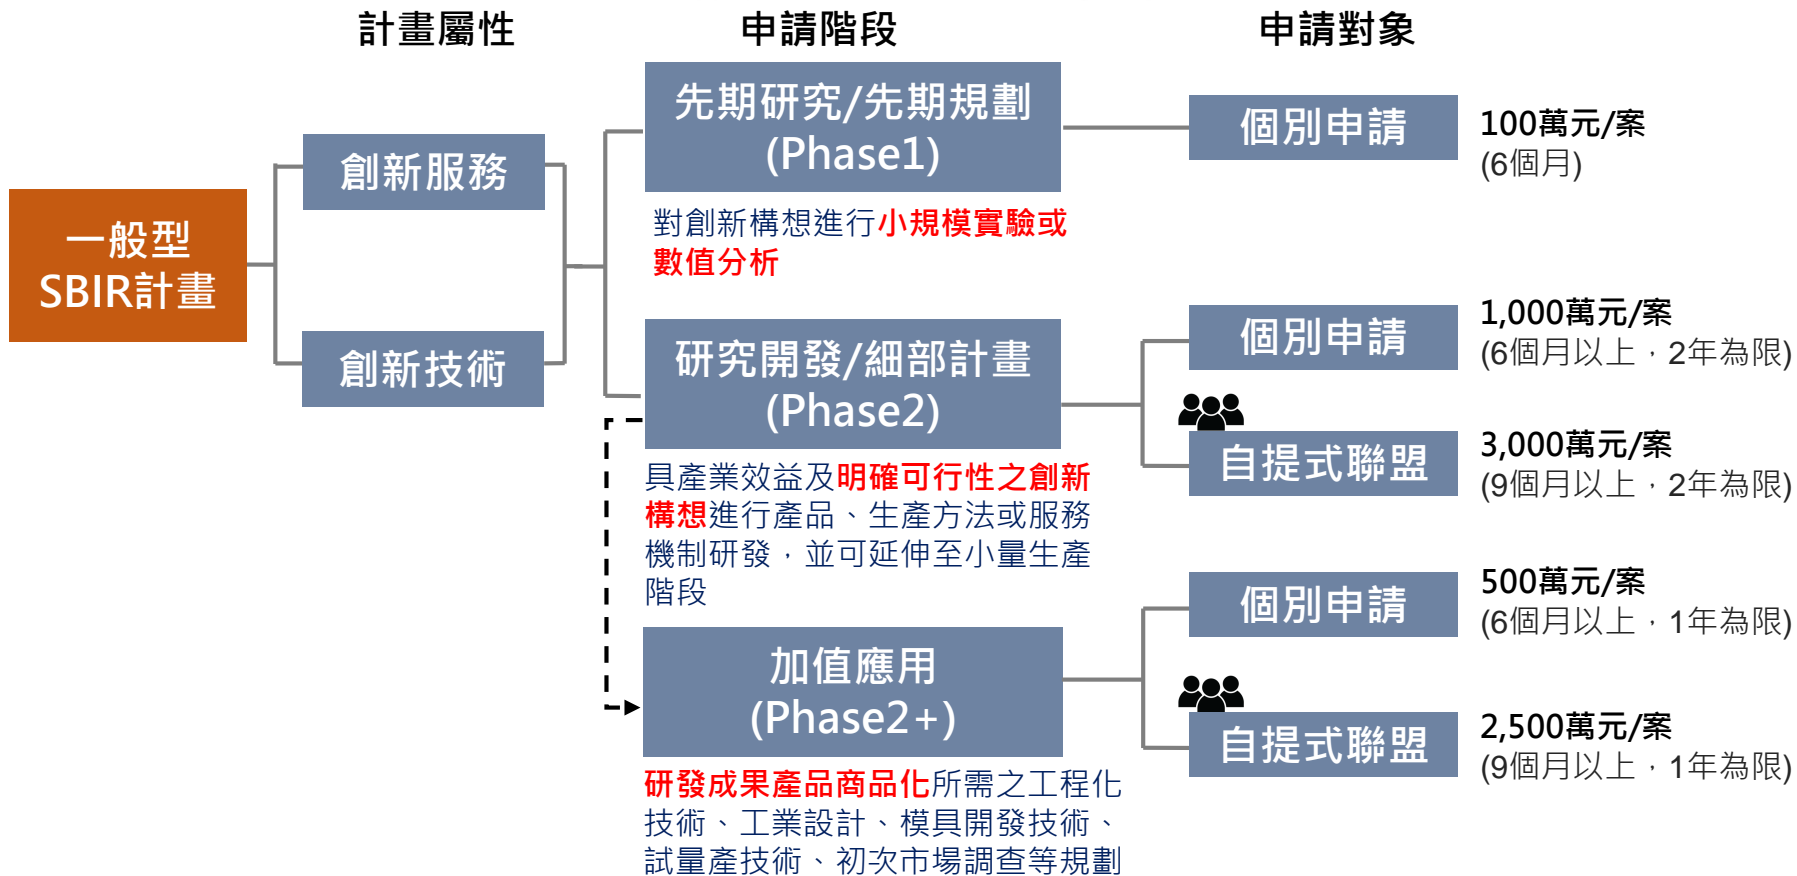 計畫屬性
申請階段
申請對象
一般型
SBIR計畫
創新服務
創新技術
先期研究/先期規劃
(Phase1)
對創新構想進行小規模實驗或
數值分析
個別申請
100萬元/案
(6個月)
研究開發/細部計畫
(Phase2)
具產業效益及明確可行性之創新
構想進行產品、生產方法或服務
機制研發，並可延伸至小量生產
階段
個別申請
1,000萬元/案
(6個月以上，2年為限)
自提式聯盟
3,000萬元/案
(9個月以上，2年為限)
加值應用
(Phase2+)
研發成果產品商品化所需之工程化
技術、工業設計、模具開發技術、
試量產技術、初次市場調查等規劃
個別申請
500萬元/案
(6個月以上，1年為限)
自提式聯盟
2,500萬元/案
(9個月以上，1年為限)